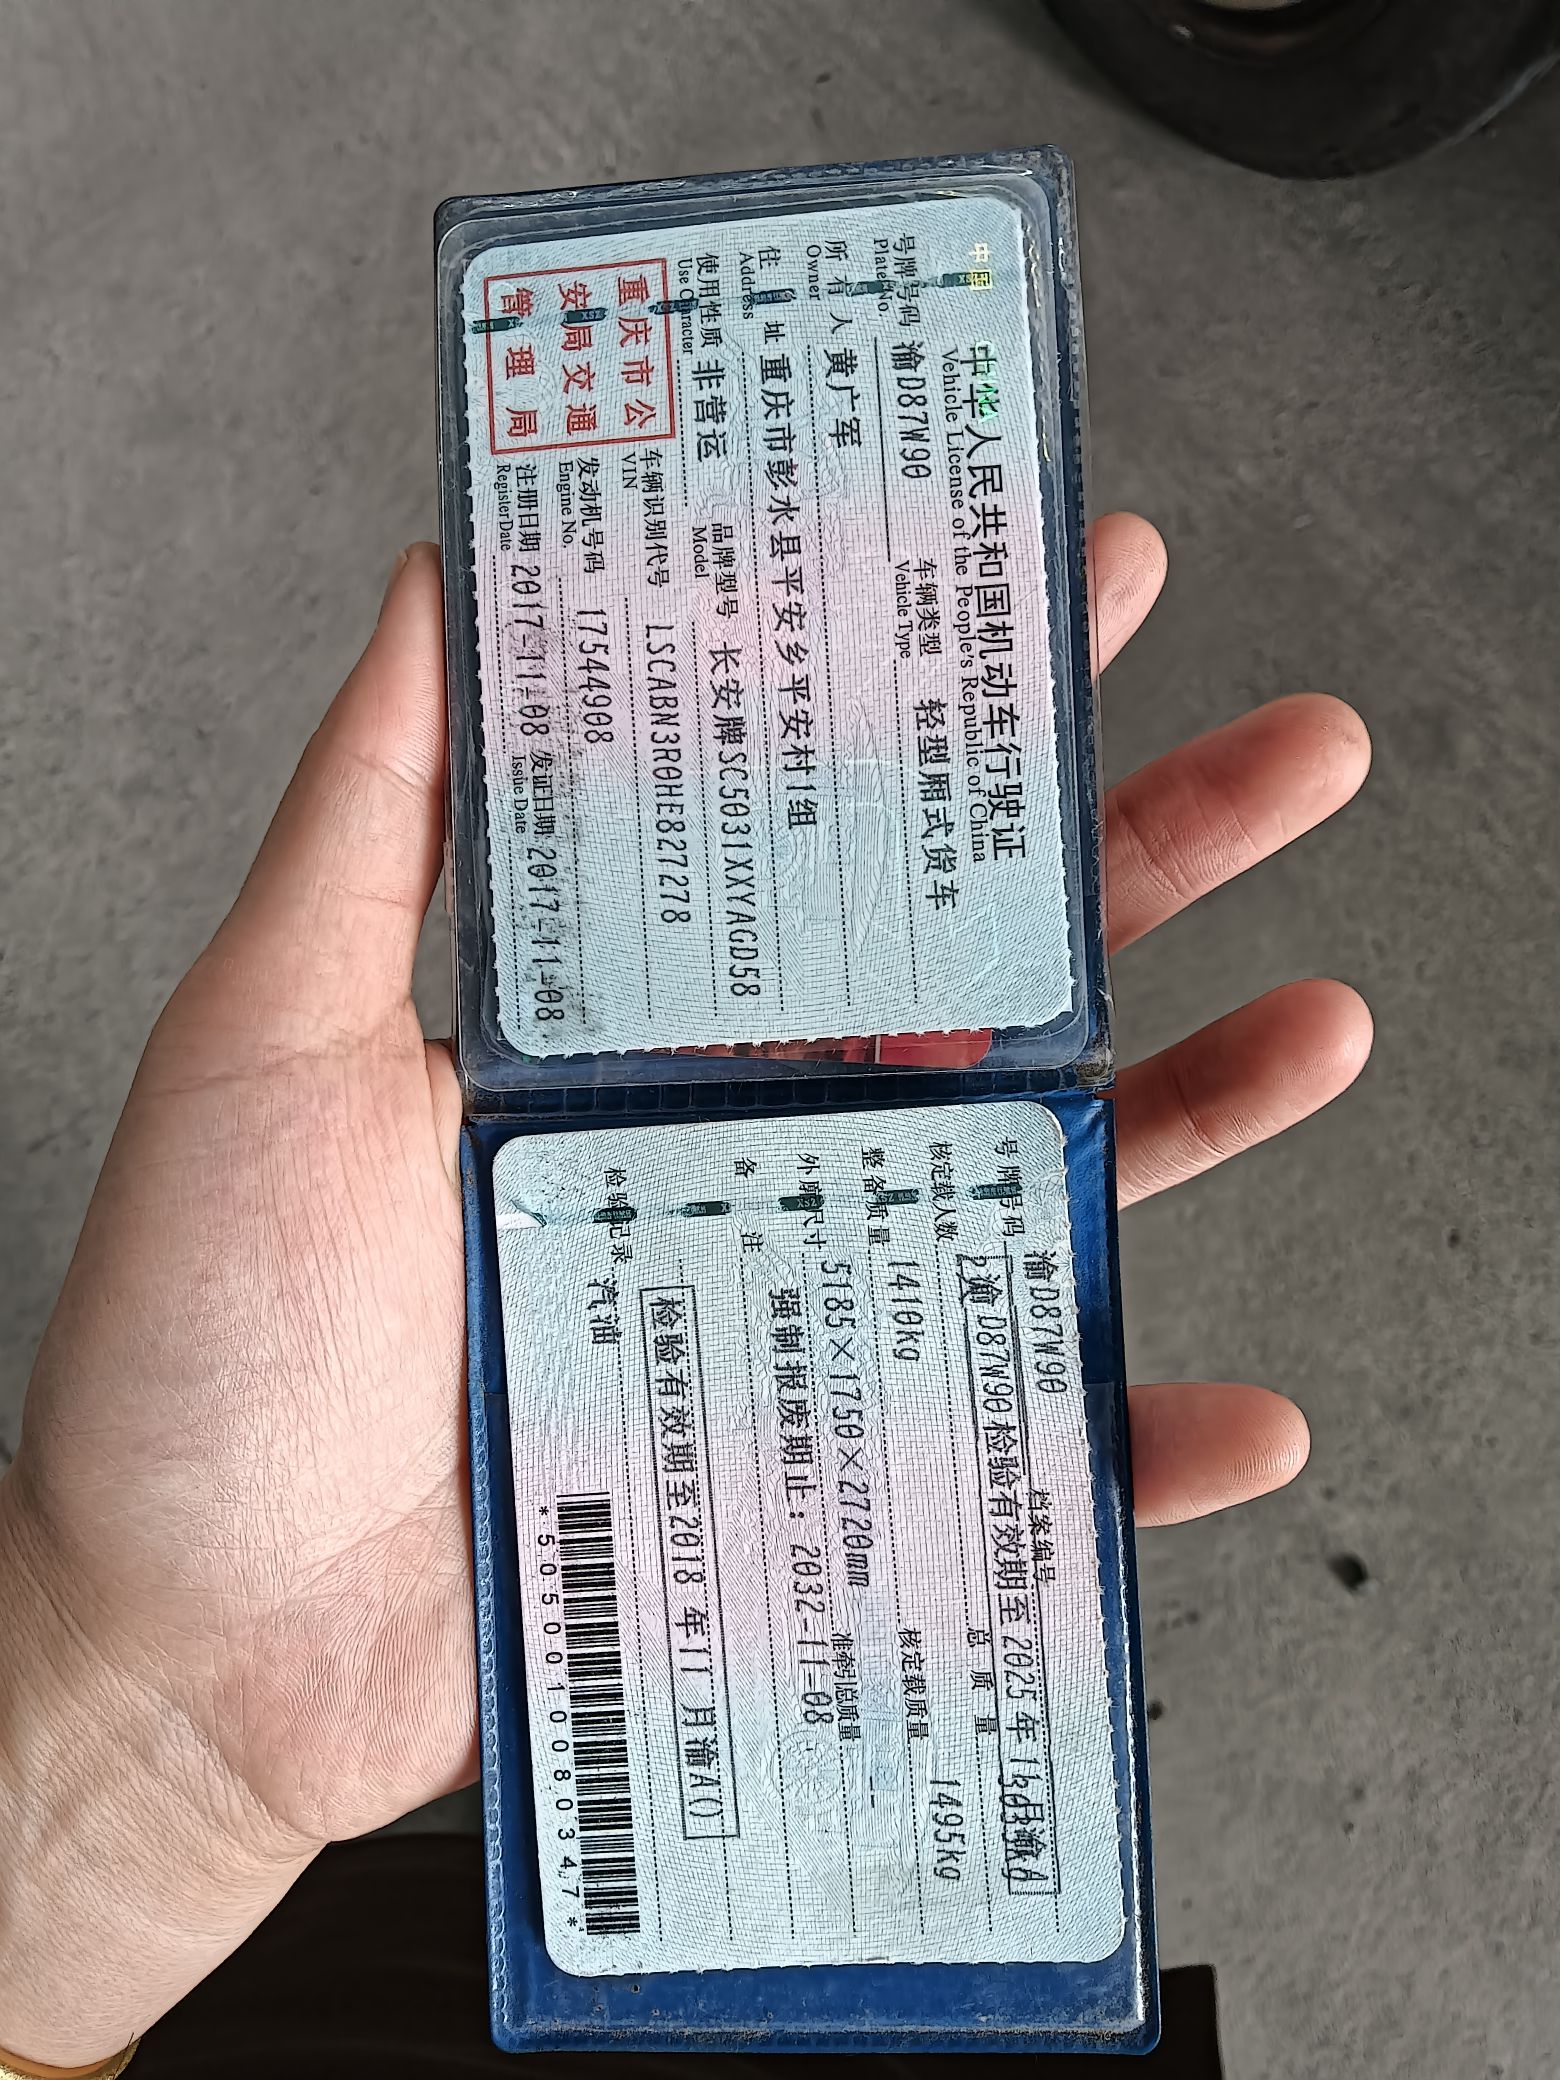 中国
中华人民共和国机动车行驶证
Vehicle License of the People's Republic of China
号牌号码 渝D87W90 车辆类型 轻型厢式货车
Plate No. Vehicle Type
所有人 黄广军
Owner
住址 重庆市彭水县平安乡平安村1组
Address
使用性质 非营运 品牌型号 长安牌SC5031XXYAGD58
Use Character Model
重庆市公安局交通管理局
车辆识别代号 LSCABN3R0HE827278
VIN
发动机号码 17544908
Engine No.
注册日期 2017-11-08 发证日期 2017-11-08
Register Date Issue Date
号牌号码 渝D87W90 档案编号
渝D87W90检验有效期至2025年11月渝A
核定载人数 总质量
整备质量 1410kg 核定载质量 1495kg
外廓尺寸 5185×1750×2720mm 准牵引总质量
备注 强制报废期止:2032-11-08
检验有效期至2018年11月渝A()
检验记录 汽油
*5050010080347*